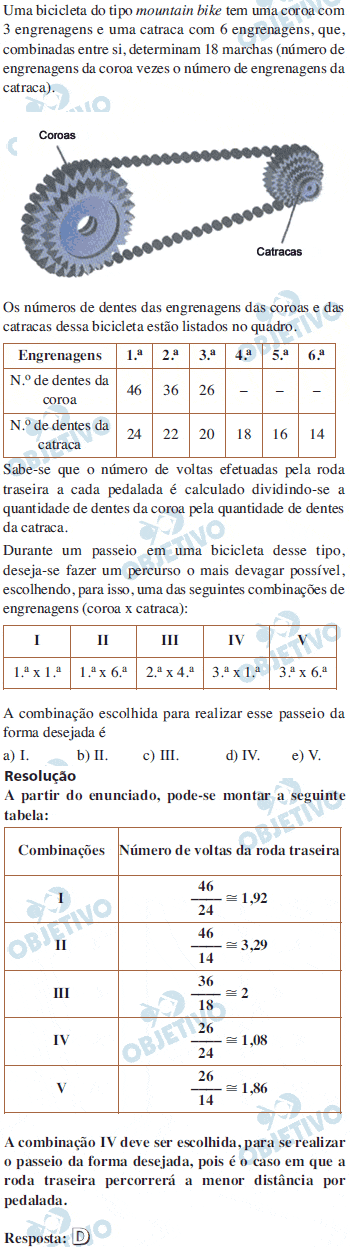 Uma bicicleta do tipo mountain bike tem uma coroa com
3 engrenagens e uma catraca com 6 engrenagens, que,
combinadas entre si, determinam 18 marchas (número de
engrenagens da coroa vezes o número de engrenagens da
catraca).
Coroas
Catracas
Os números de dentes das engrenagens das coroas e das
catracas dessa bicicleta estão listados no quadro.
Engrenagens 1.ª 2.ª 3.ª 4.ª 5.ª 6.ª
N.º de dentes da
coroa 46 36 26 – – –
N.º de dentes da
catraca 24 22 20 18 16 14
Sabe-se que o número de voltas efetuadas pela roda
traseira a cada pedalada é calculado dividindo-se a
quantidade de dentes da coroa pela quantidade de dentes
da catraca.
Durante um passeio em uma bicicleta desse tipo,
deseja-se fazer um percurso o mais devagar possível,
escolhendo, para isso, uma das seguintes combinações de
engrenagens (coroa x catraca):
I II III IV V
1.ª x 1.ª 1.ª x 6.ª 2.ª x 4.ª 3.ª x 1.ª 3.ª x 6.ª
A combinação escolhida para realizar esse passeio da
forma desejada é
a) I. b) II. c) III. d) IV. e) V.
Resolução
A partir do enunciado, pode-se montar a seguinte
tabela:
Combinações Número de voltas da roda traseira
I 46/24 ≅ 1,92
II 46/14 ≅ 3,29
III 36/18 ≅ 2
IV 26/24 ≅ 1,08
V 26/14 ≅ 1,86
A combinação IV deve ser escolhida, para se realizar
o passeio da forma desejada, pois é o caso em que a
roda traseira percorrerá a menor distância por
pedalada.
Resposta: D
OBJETIVO